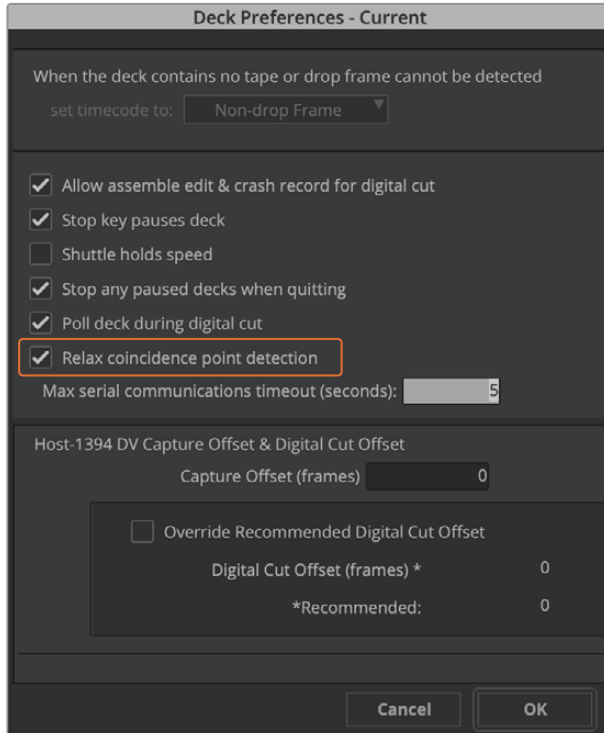 Deck Preferences - Current
When the deck contains no tape or drop frame cannot be detected
set timecode to: Non-drop Frame
Allow assemble edit & crash record for digital cut
Stop key pauses deck
Shuttle holds speed
Stop any paused decks when quitting
Poll deck during digital cut
Relax coincidence point detection
Max serial communications timeout (seconds): 5
Host-1394 DV Capture Offset & Digital Cut Offset
Capture Offset (frames) 0
Override Recommended Digital Cut Offset
Digital Cut Offset (frames) * 0
*Recommended: 0
Cancel OK